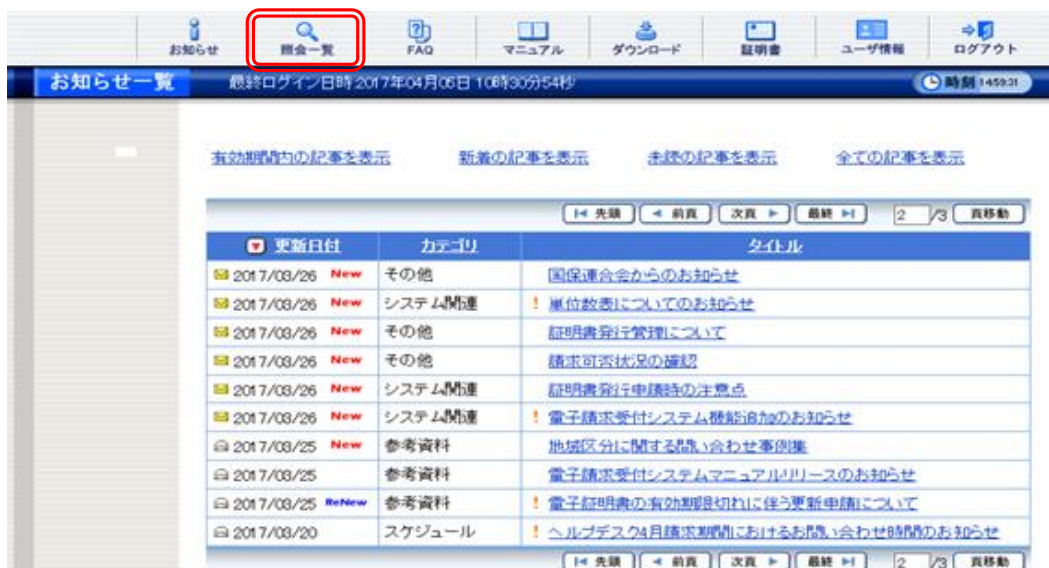 お知らせ 照会一覧 FAQ マニュアル ダウンロード 証明書 ユーザ情報 ログアウト
お知らせ一覧 最終ログイン日時:2017年04月05日 10時30分54秒 時刻 14:59:31
有効期間内の記事を表示 新着の記事を表示 未読の記事を表示 全ての記事を表示
先頭 前頁 次頁 最終 2 /3 頁移動
更新日付 カテゴリ タイトル
2017/03/26 New その他 国保連合会からのお知らせ
2017/03/26 New システム関連 ! 単位数表についてのお知らせ
2017/03/26 New その他 証明書発行管理について
2017/03/26 New その他 請求可否状況の確認
2017/03/26 New システム関連 証明書発行申請時の注意点
2017/03/26 New システム関連 ! 電子請求受付システム機能追加のお知らせ
2017/03/25 New 参考資料 地域区分に関する問い合わせ事例集
2017/03/25 参考資料 電子請求受付システムマニュアルリリースのお知らせ
2017/03/25 ReNew 参考資料 ! 電子証明書の有効期限切れに伴う更新申請について
2017/03/20 スケジュール ! ヘルプデスク4月請求期間におけるお問い合わせ時間のお知らせ
先頭 前頁 次頁 最終 2 /3 頁移動